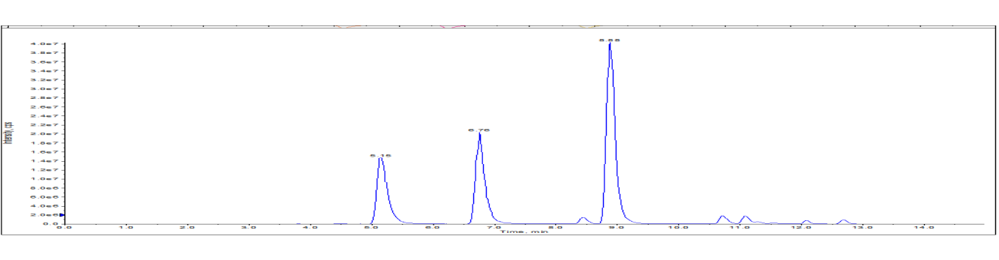 8.88
4.0e7
3.8e7
3.6e7
3.4e7
3.2e7
3.0e7
2.8e7
2.6e7
2.4e7
2.2e7
2.0e7
1.8e7
1.6e7
1.4e7
1.2e7
1.0e7
8.0e6
6.0e6
4.0e6
2.0e6
0.0
Intensity, cps
6.76
5.16
0.0 1.0 2.0 3.0 4.0 5.0 6.0 7.0 8.0 9.0 10.0 11.0 12.0 13.0 14.0
Time, min